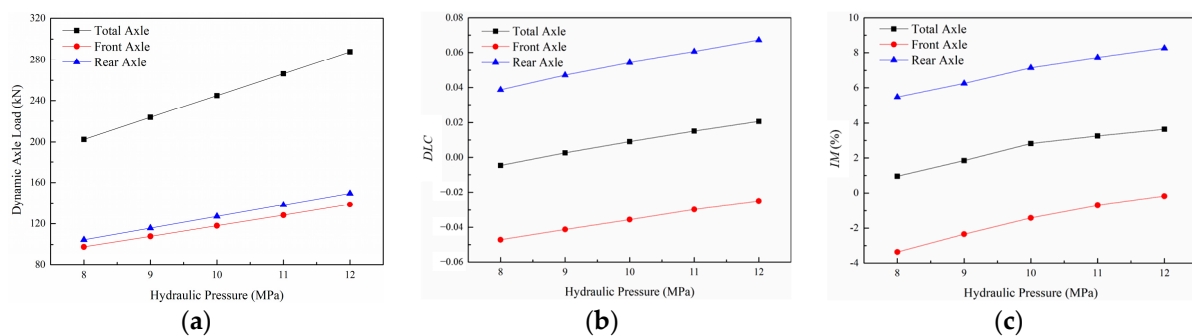 320
280
240
200
160
120
80
Dynamic Axle Load (kN)
Total Axle
Front Axle
Rear Axle
8 9 10 11 12
Hydraulic Pressure (MPa)
(a)
0.08
0.06
0.04
0.02
0.00
-0.02
-0.04
-0.06
DLC
Total Axle
Front Axle
Rear Axle
8 9 10 11 12
Hydraulic Pressure (MPa)
(b)
10
8
6
4
2
0
-2
-4
IM (%)
Total Axle
Front Axle
Rear Axle
8 9 10 11 12
Hydraulic Pressure (MPa)
(c)